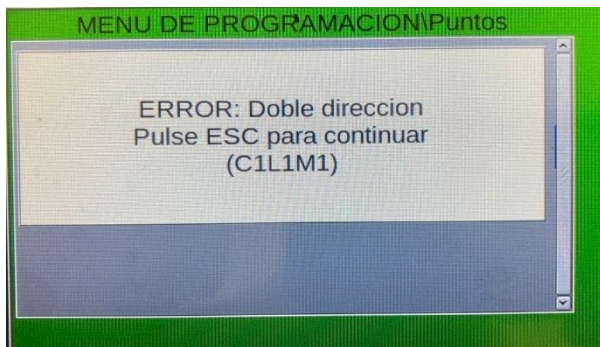 MENU DE PROGRAMACION\Puntos
ERROR: Doble direccion
Pulse ESC para continuar
(C1L1M1)